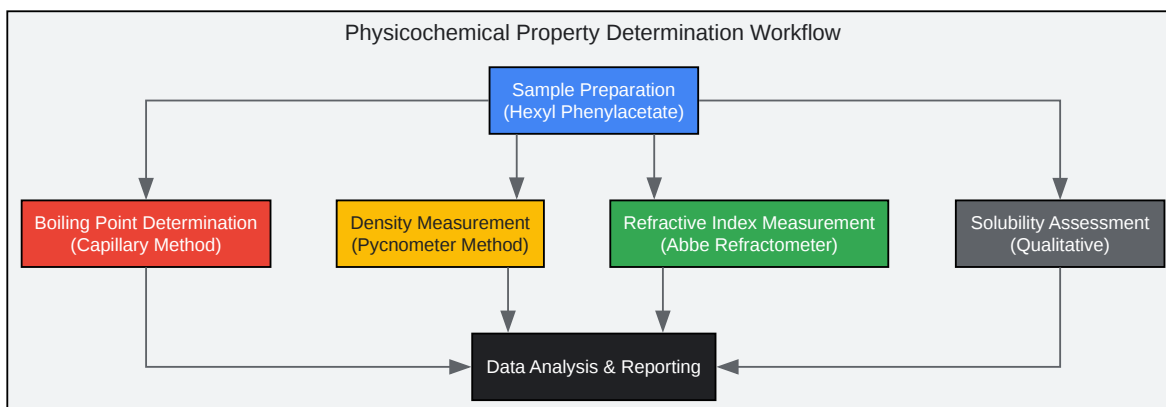 Physicochemical Property Determination Workflow
Sample Preparation
(Hexyl Phenylacetate)
Boiling Point Determination
(Capillary Method)
Density Measurement
(Pycnometer Method)
Refractive Index Measurement
(Abbe Refractometer)
Solubility Assessment
(Qualitative)
Data Analysis & Reporting